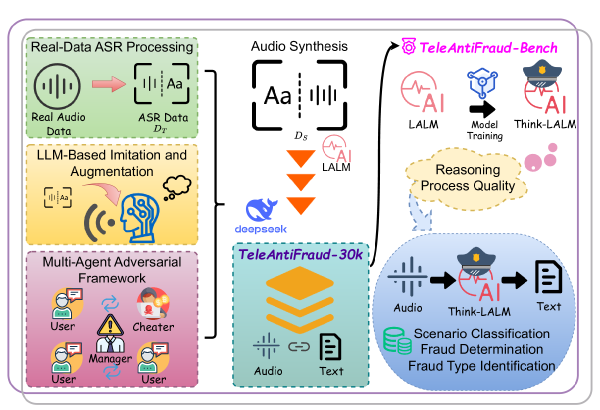 Real-Data ASR Processing
Aa
Real Audio
Data
ASR Data
D_T
LLM-Based Imitation and
Augmentation
Aa
Multi-Agent Adversarial
Framework
User
Cheater
Manager
User
User
Audio Synthesis
Aa
D_S
AI
LALM
deepseek
TeleAntiFraud-30k
Audio
Text
TeleAntiFraud-Bench
AI
LALM
Model
Training
AI
Think-LALM
Reasoning
Process Quality
Audio
AI
Think-LALM
Text
Scenario Classification
Fraud Determination
Fraud Type Identification